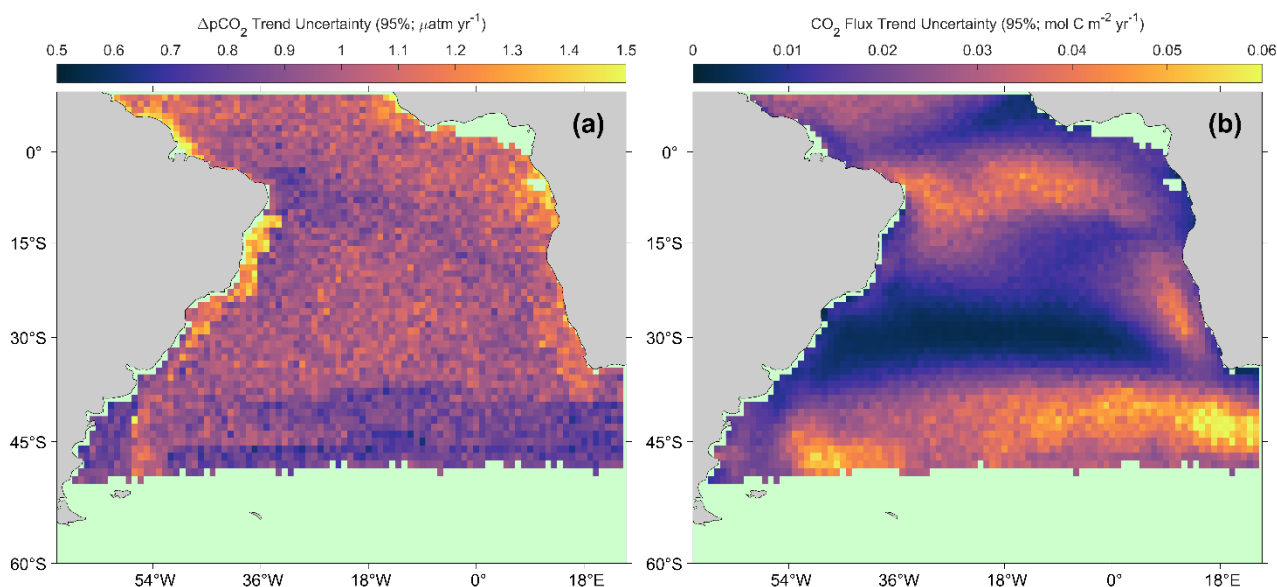 ΔpCO₂ Trend Uncertainty (95%; μatm yr⁻¹)
0.5 0.6 0.7 0.8 0.9 1 1.1 1.2 1.3 1.4 1.5
(a)
0°
15°S
30°S
45°S
60°S
54°W 36°W 18°W 0° 18°E
CO₂ Flux Trend Uncertainty (95%; mol C m⁻² yr⁻¹)
0 0.01 0.02 0.03 0.04 0.05 0.06
(b)
0°
15°S
30°S
45°S
60°S
54°W 36°W 18°W 0° 18°E